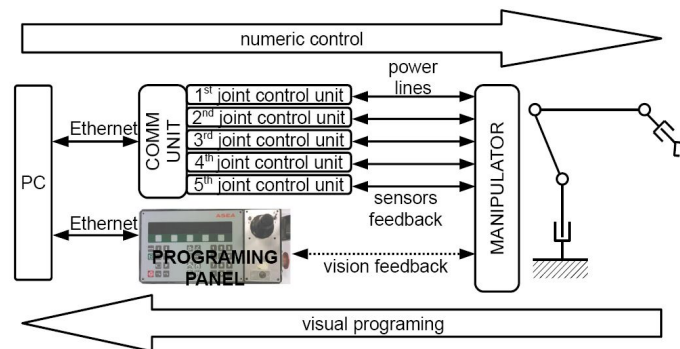 numeric control
power
lines
1st joint control unit
2nd joint control unit
3rd joint control unit
4th joint control unit
5th joint control unit
COMM
UNIT
Ethernet
PC
MANIPULATOR
sensors
feedback
Ethernet
ASEA
PROGRAMING
PANEL
vision feedback
visual programing